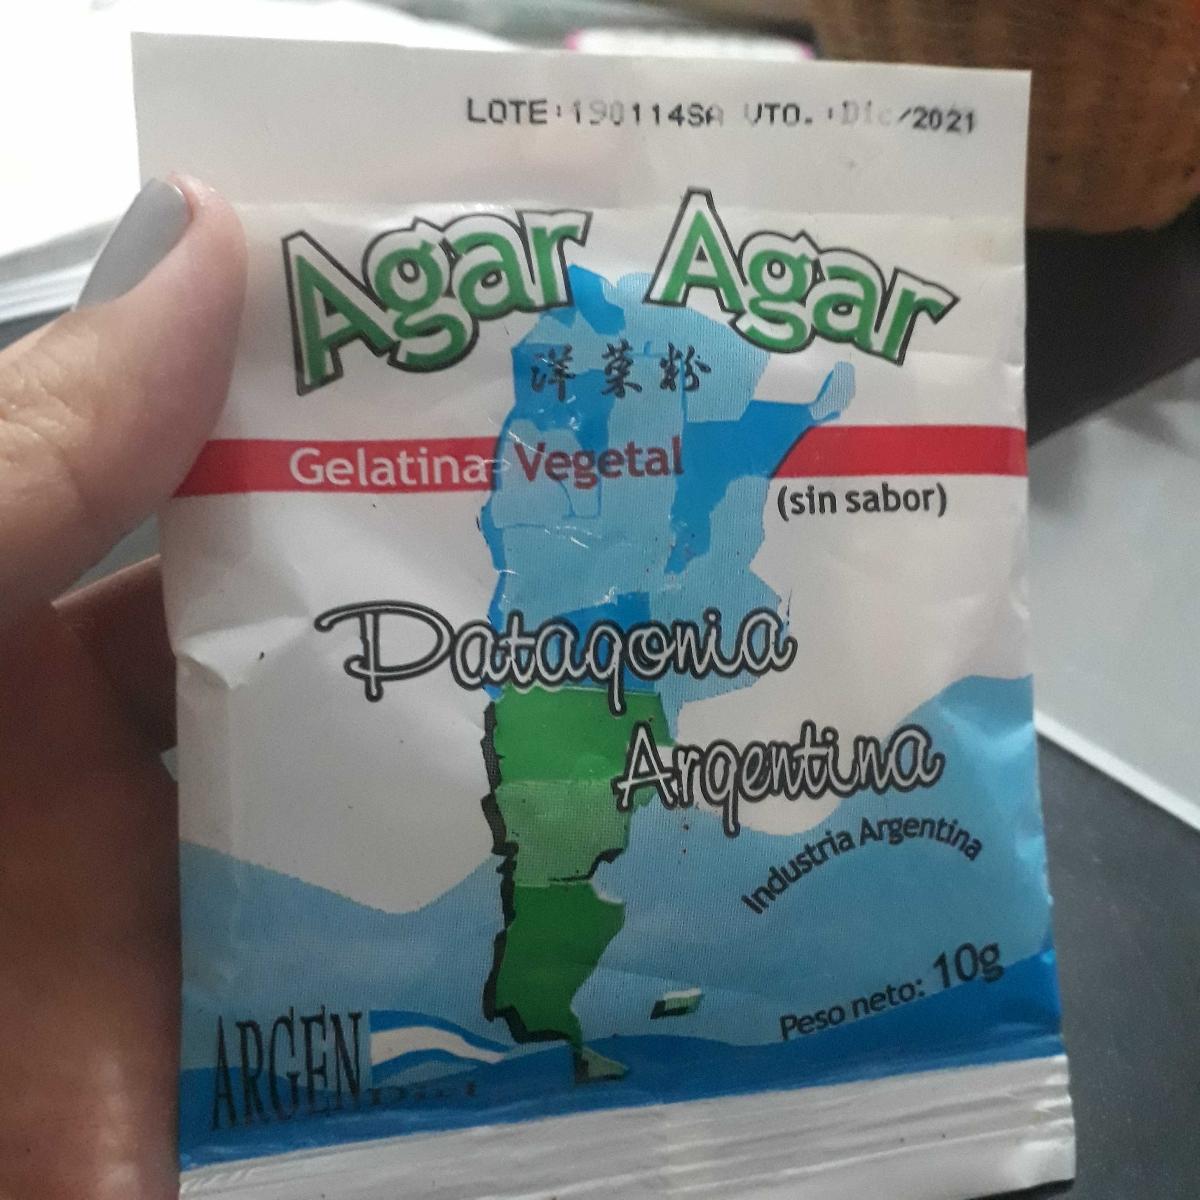 LOTE:190114SA VTO.:Dic/2021
Agar Agar
洋菜粉
Gelatina Vegetal
(sin sabor)
Patagonia
Argentina
Industria Argentina
Peso neto: 10g
ARGEN